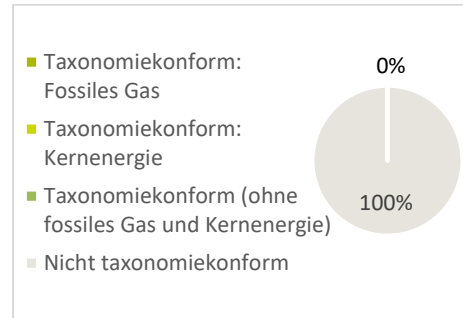 Taxonomiekonform:
Fossiles Gas
Taxonomiekonform:
Kernenergie
Taxonomiekonform (ohne
fossiles Gas und Kernenergie)
Nicht taxonomiekonform
0%
100%